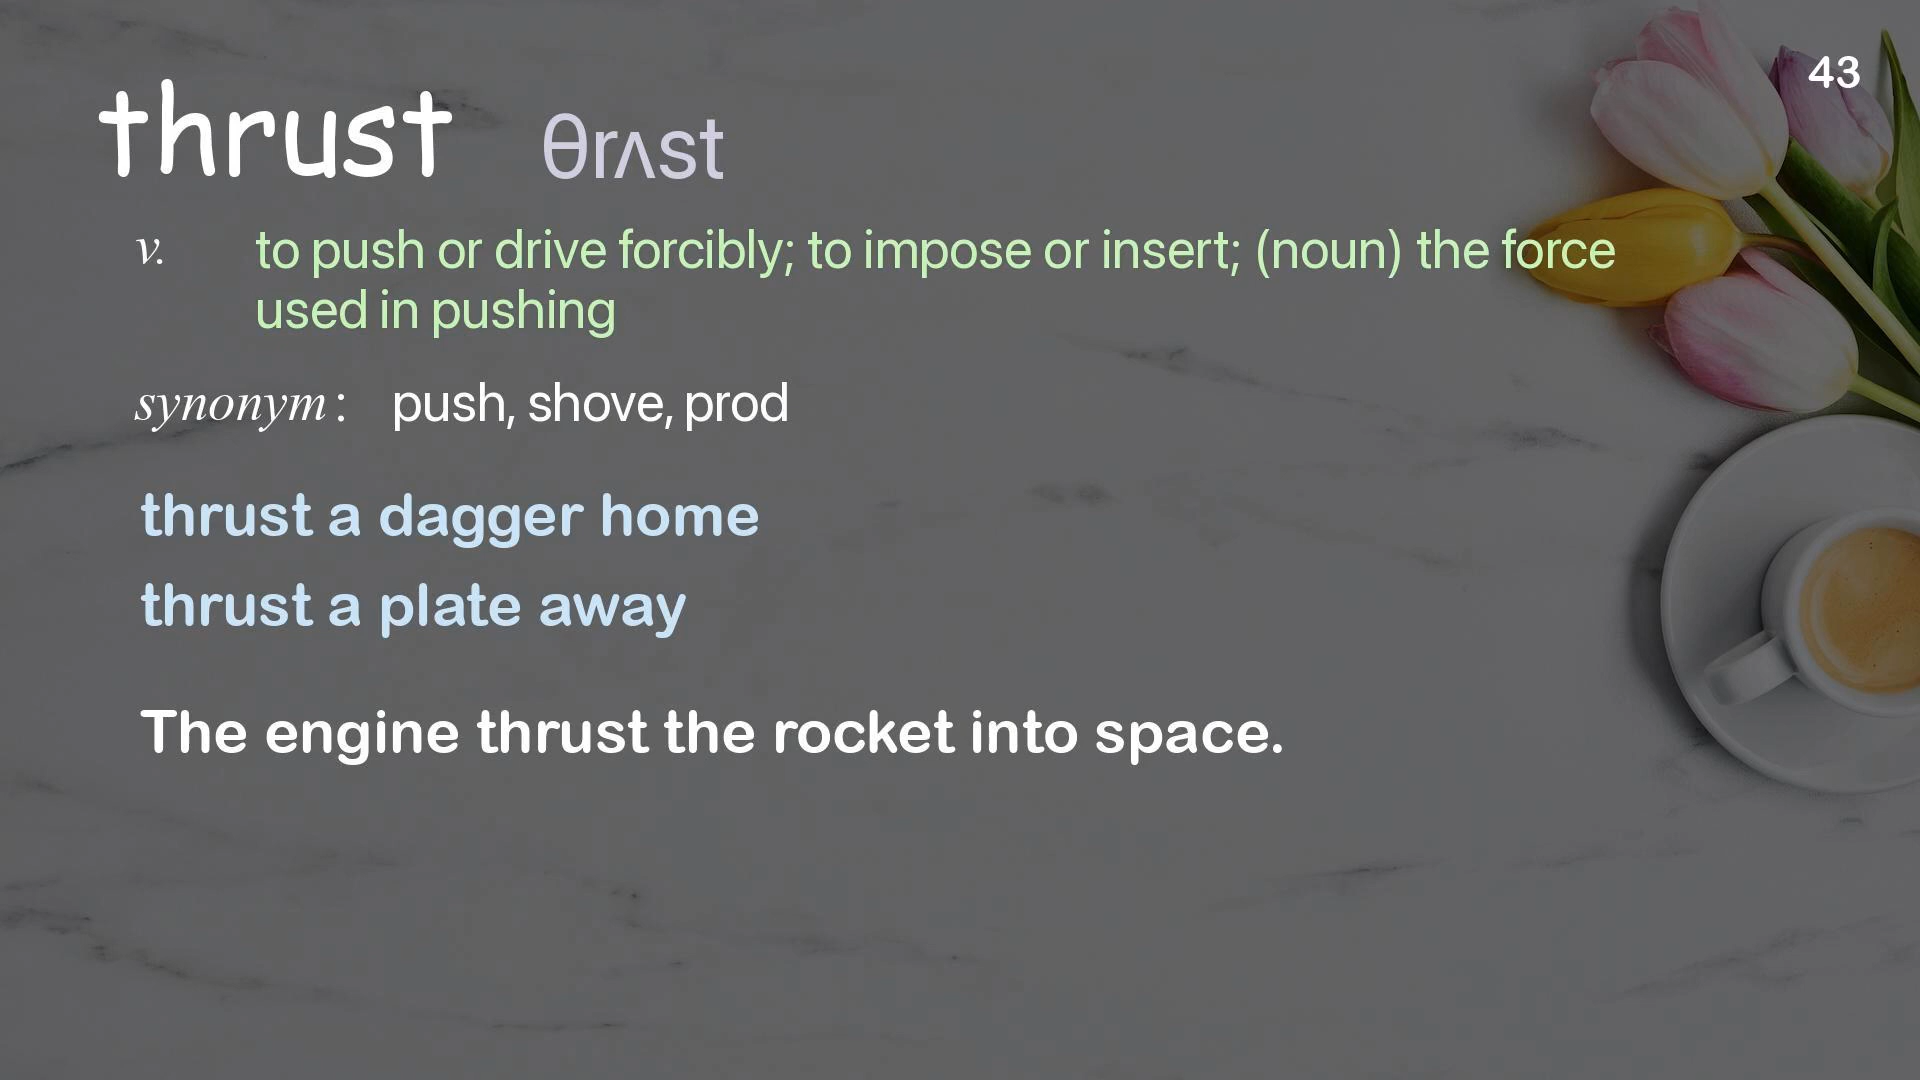 43
thrust θrʌst
v. to push or drive forcibly; to impose or insert; (noun) the force
used in pushing
synonym: push, shove, prod
thrust a dagger home
thrust a plate away
The engine thrust the rocket into space.